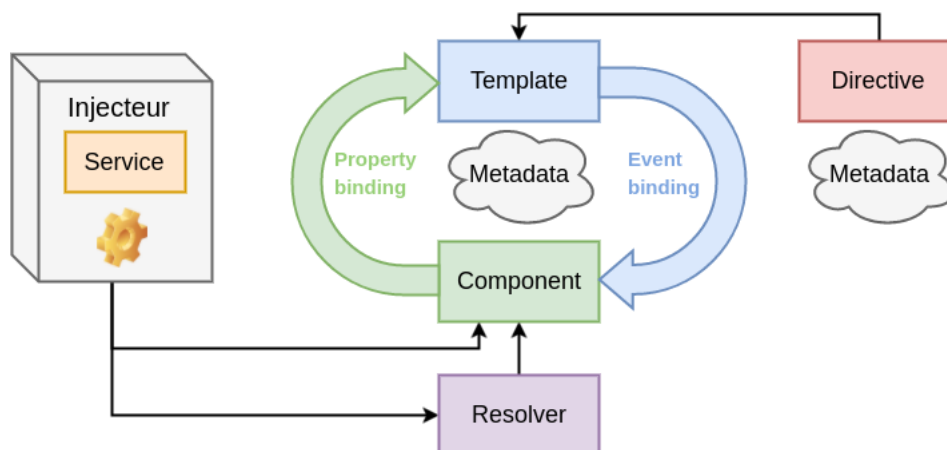 Injecteur
Service
Template
Directive
Property
binding
Metadata
Event
binding
Metadata
Component
Resolver